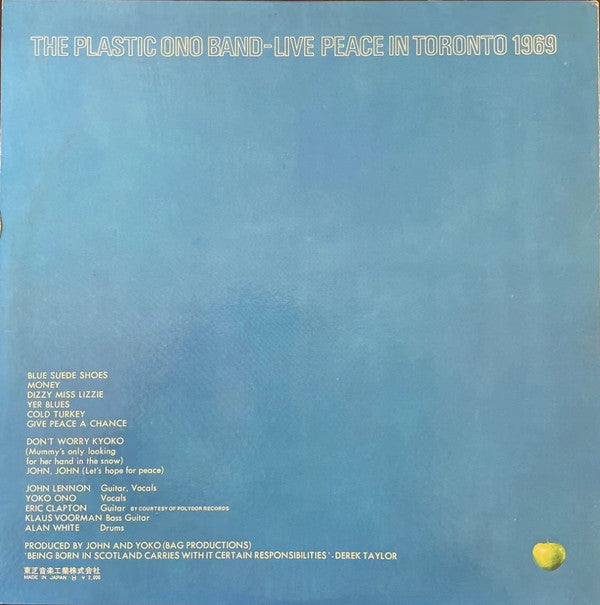 THE PLASTIC ONO BAND-LIVE PEACE IN TORONTO 1969
BLUE SUEDE SHOES
MONEY
DIZZY MISS LIZZIE
YER BLUES
COLD TURKEY
GIVE PEACE A CHANCE
DON'T WORRY KYOKO
(Mummy's only looking
for her hand in the snow)
JOHN, JOHN (Let's hope for peace)
JOHN LENNON Guitar, Vocals
YOKO ONO Vocals
ERIC CLAPTON Guitar BY COURTESY OF POLYDOR RECORDS
KLAUS VOORMAN Bass Guitar
ALAN WHITE Drums
PRODUCED BY JOHN AND YOKO (BAG PRODUCTIONS)
'BEING BORN IN SCOTLAND CARRIES WITH IT CERTAIN RESPONSIBILITIES'-DEREK TAYLOR
東芝音楽工業株式会社
MADE IN JAPAN Ⓗ ¥ 2,000